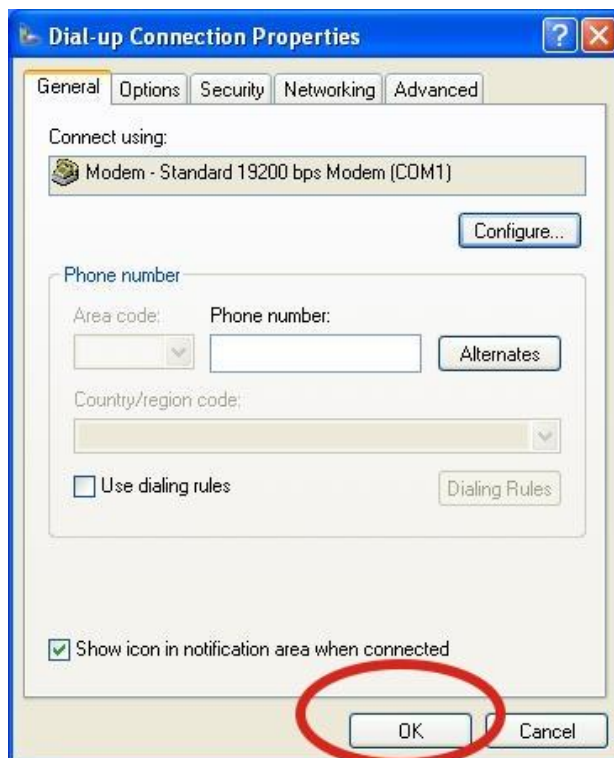 Dial-up Connection Properties
General Options Security Networking Advanced
Connect using:
Modem - Standard 19200 bps Modem (COM1)
Configure...
Phone number
Area code: Phone number:
Alternates
Country/region code:
Use dialing rules Dialing Rules
Show icon in notification area when connected
OK Cancel